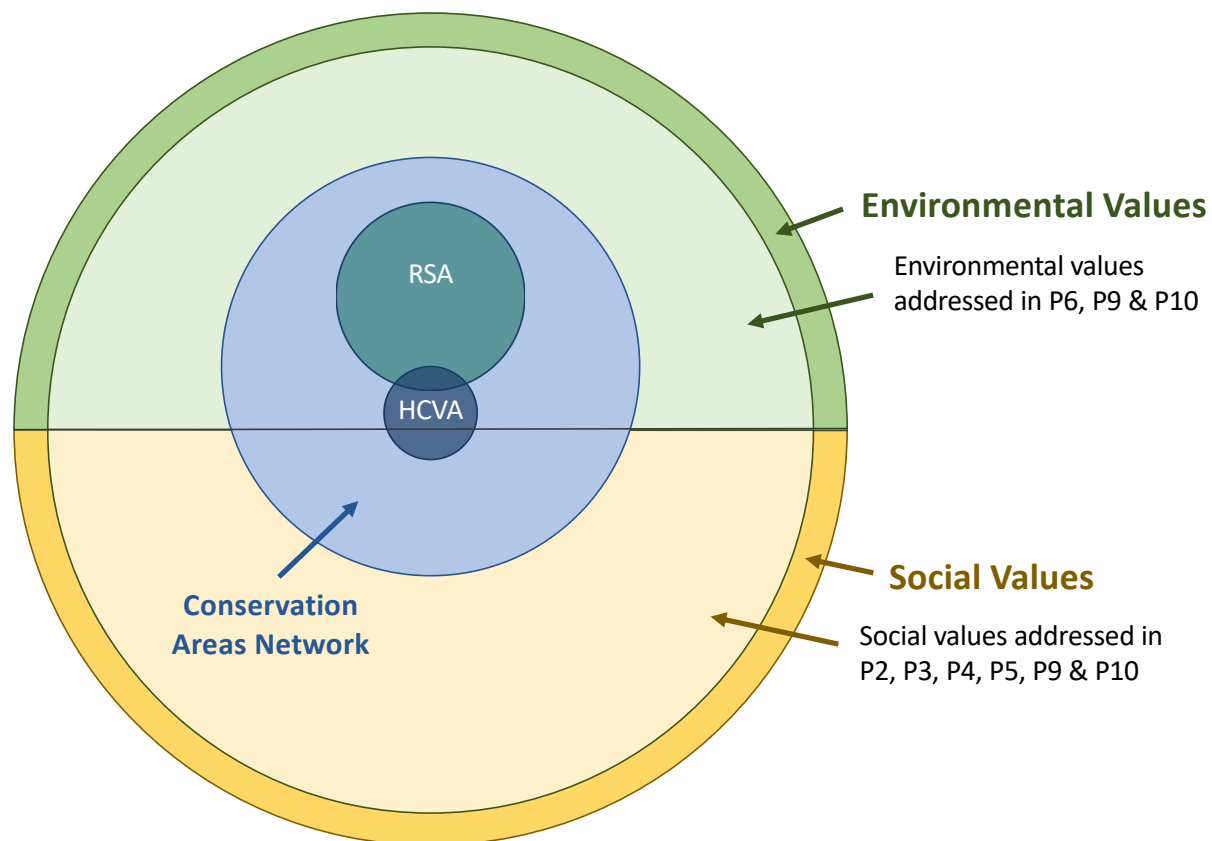 Environmental Values
Environmental values
addressed in P6, P9 & P10
RSA
HCVA
Social Values
Social values addressed in
P2, P3, P4, P5, P9 & P10
Conservation
Areas Network